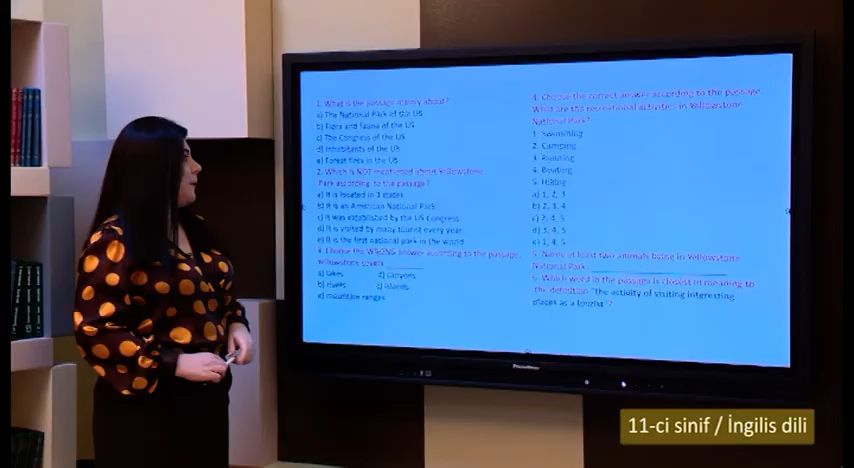 1. What is the passage mainly about?
a) The National Park of the US
b) Flora and fauna of the US
c) The Congress of the US
d) Inhabitants of the US
e) Forest fires in the US
2. Which is NOT mentioned about Yellowstone
Park according to the passage?
a) It is located in 3 states
b) It is an American National Park
c) It was established by the US Congress
d) It is visited by many tourist every year
e) It is the first national park in the world
Choose the WRONG answer according to the passage.
Yellowstone covers
a) lakes
d) canyons
b) rivers
islands
e) mountain ranges
4. Choose the correct answer according to the passage
What are the recreational activities in Yellowstone
National Park?
1. Swimming
2. Camping
3. Running
4. Boating
5. Hiking
a) 1, 2, 3
b) 2, 3, 4
c) 2, 4, 5
d) 3, 4, 5
e) 1, 4, 5
5. Name at least two animals living in Yellowstone
National Park
6. Which word in the passage is closest in meaning to
the definition "the activity of visiting interesting
places as a tourist"?
Promethean
11-ci sinif / İngilis dili